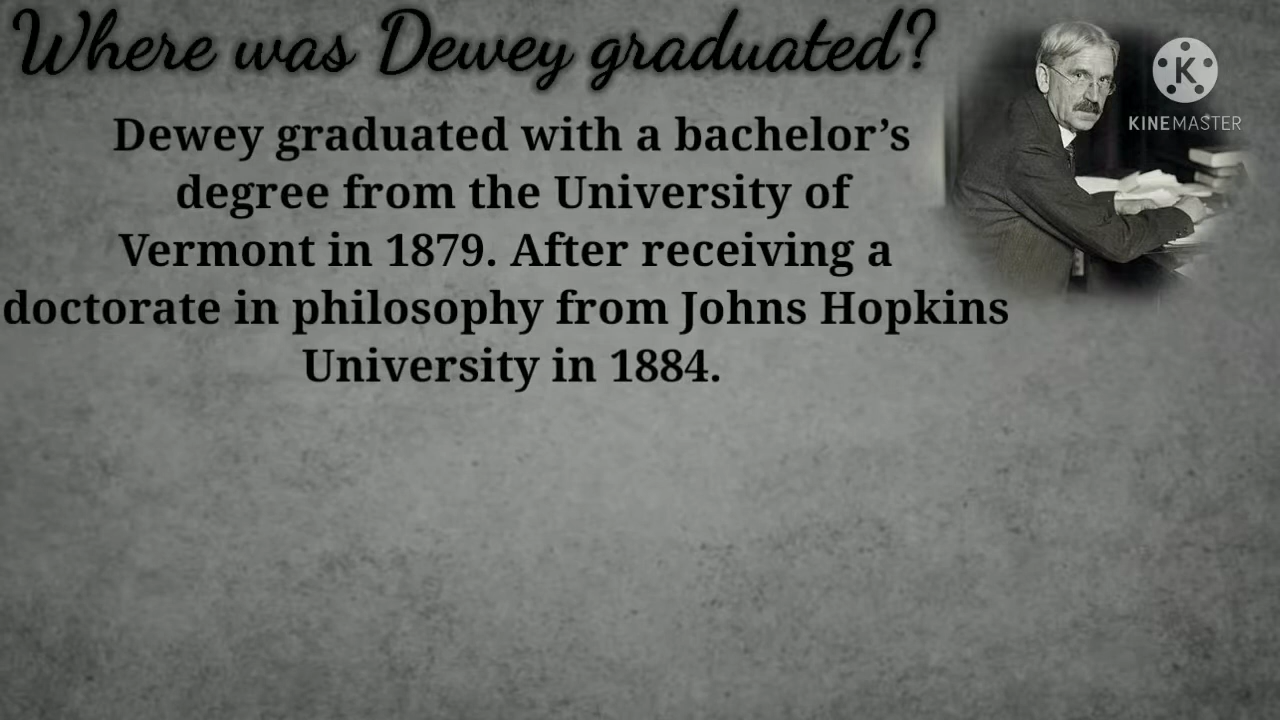 Where was Dewey graduated?
Dewey graduated with a bachelor’s
degree from the University of
Vermont in 1879. After receiving a
doctorate in philosophy from Johns Hopkins
University in 1884.
K
KINEMASTER